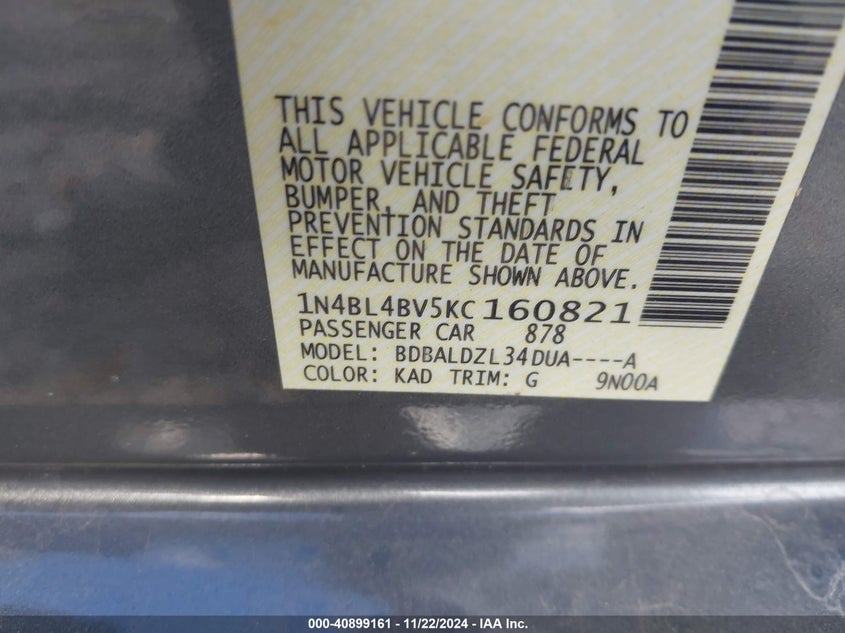 THIS VEHICLE CONFORMS TO
ALL APPLICABLE FEDERAL
MOTOR VEHICLE SAFETY,
BUMPER, AND THEFT
PREVENTION STANDARDS IN
EFFECT ON THE DATE OF
MANUFACTURE SHOWN ABOVE.
1N4BL4BV5KC160821
PASSENGER CAR 878
MODEL: BDBALDZL34DUA----A
COLOR: KAD TRIM: G 9N00A
000-40899161 - 11/22/2024 - IAA Inc.